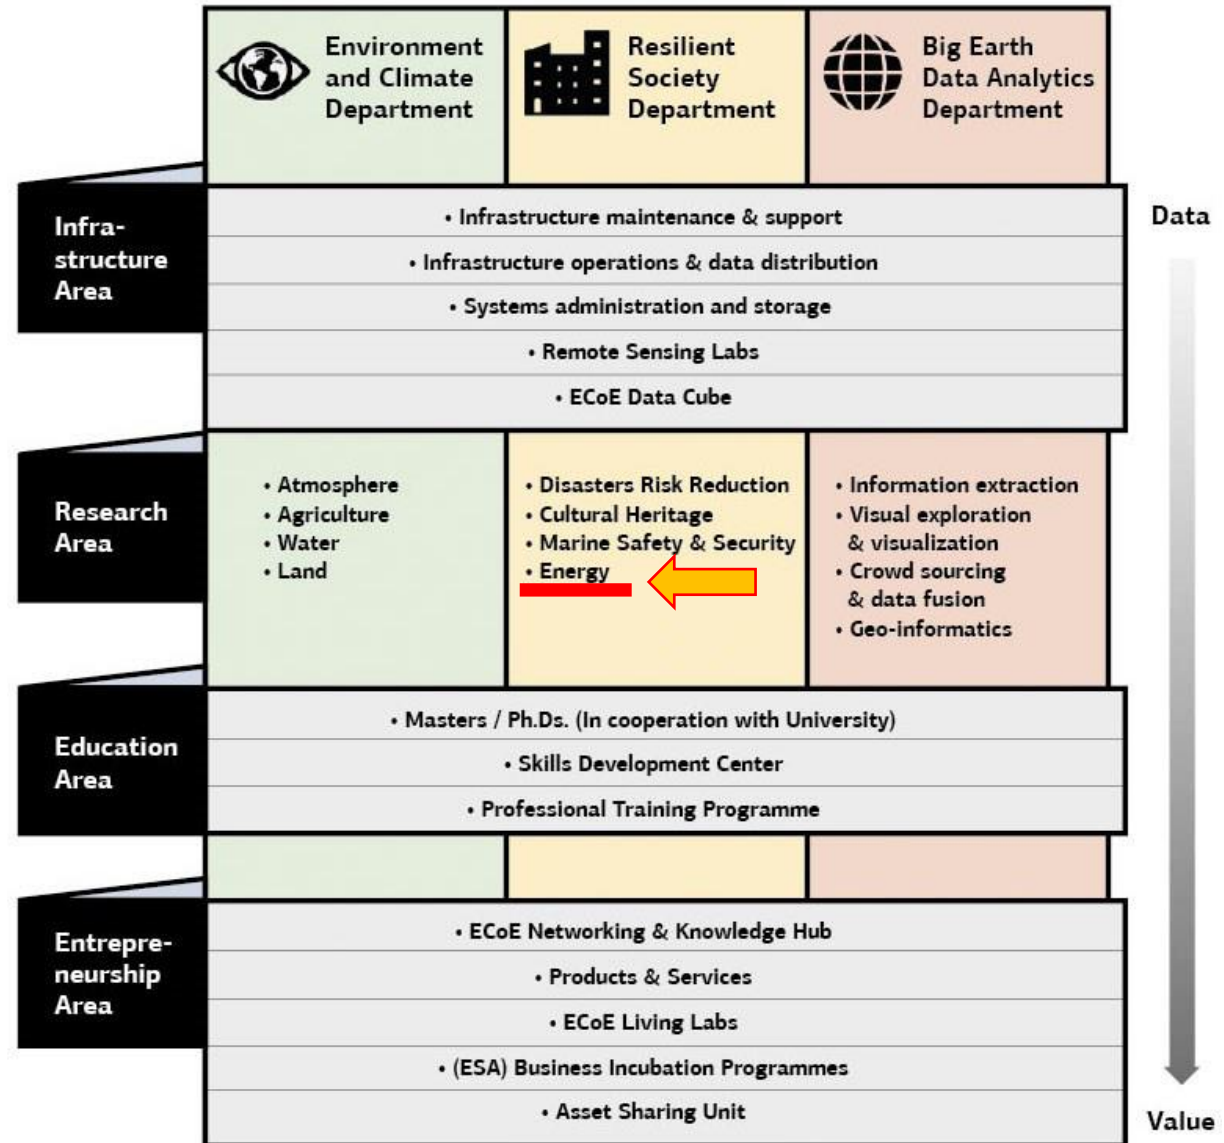 Environment
and Climate
Department
Resilient
Society
Department
Big Earth
Data Analytics
Department
Infra-
structure
Area
• Infrastructure maintenance & support
• Infrastructure operations & data distribution
• Systems administration and storage
• Remote Sensing Labs
• ECoE Data Cube
Data
Research
Area
• Atmosphere
• Agriculture
• Water
• Land
• Disasters Risk Reduction
• Cultural Heritage
• Marine Safety & Security
• Energy
• Information extraction
• Visual exploration
& visualization
• Crowd sourcing
& data fusion
• Geo-informatics
Education
Area
• Masters / Ph.Ds. (In cooperation with University)
• Skills Development Center
• Professional Training Programme
Entrepre-
neurship
Area
• ECoE Networking & Knowledge Hub
• Products & Services
• ECoE Living Labs
• (ESA) Business Incubation Programmes
• Asset Sharing Unit
Value